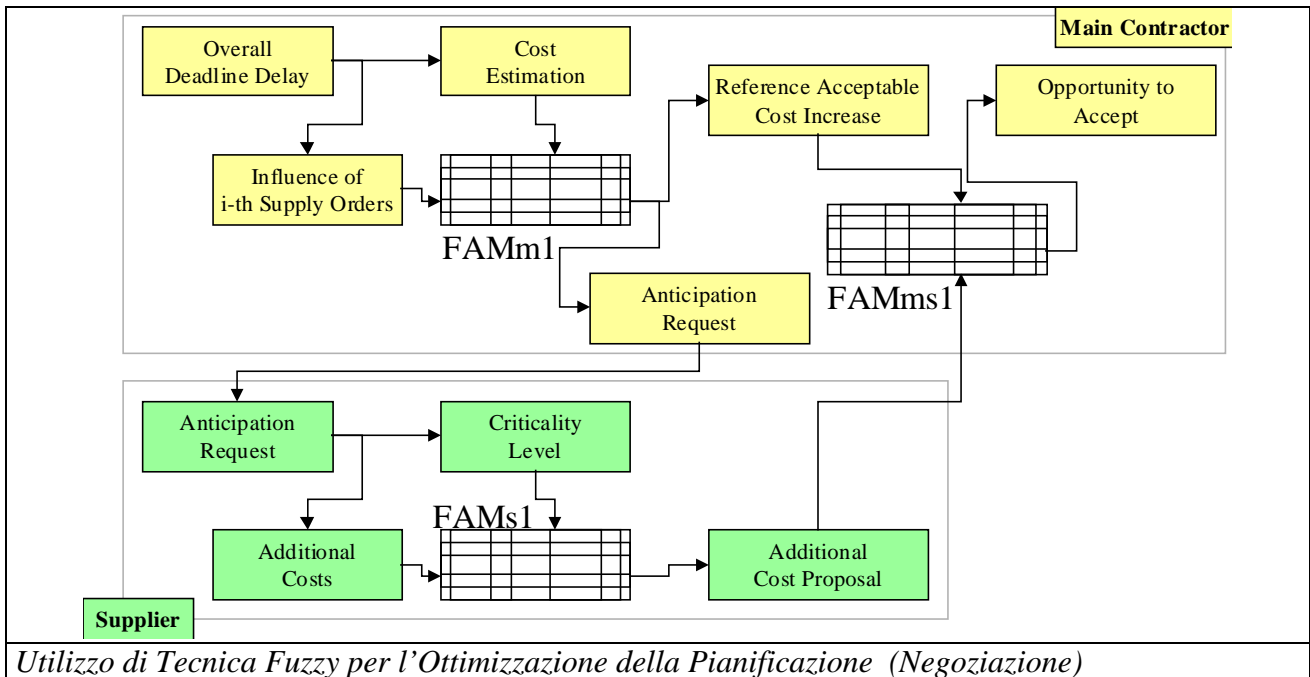 Main Contractor
Overall
Deadline Delay
Cost
Estimation
Reference Acceptable
Cost Increase
Opportunity to
Accept
Influence of
i-th Supply Orders
FAMm1
FAMms1
Anticipation
Request
Anticipation
Request
Criticality
Level
FAMs1
Additional
Costs
Additional
Cost Proposal
Supplier
Utilizzo di Tecnica Fuzzy per l’Ottimizzazione della Pianificazione (Negoziazione)